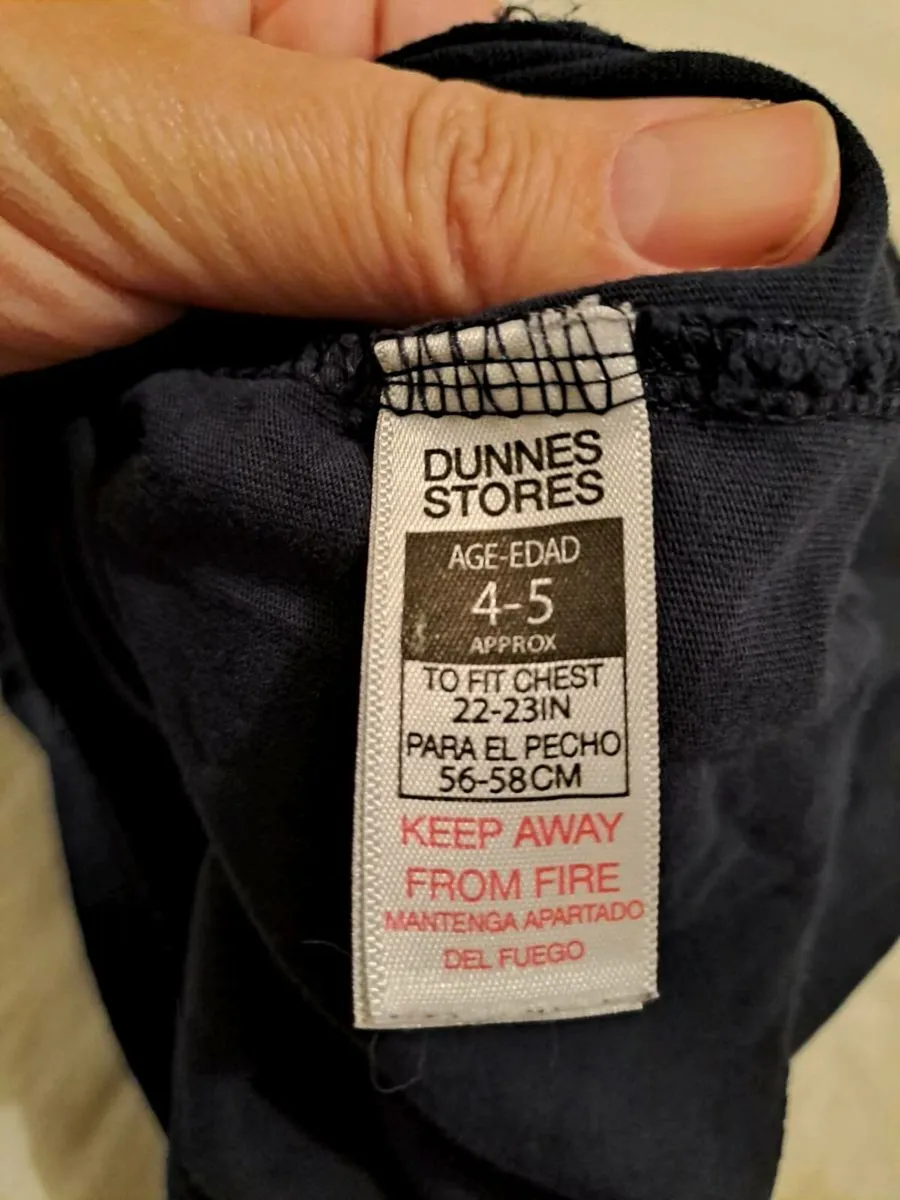 DUNNES
STORES
AGE-EDAD
4-5
APPROX
TO FIT CHEST
22-23IN
PARA EL PECHO
56-58CM
KEEP AWAY
FROM FIRE
MANTENGA APARTADO
DEL FUEGO